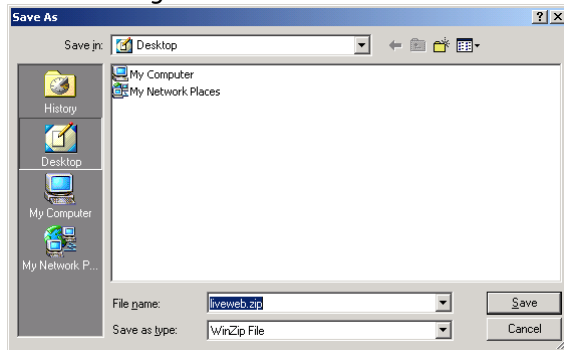 Save As
Save in:
Desktop
My Computer
My Network Places
History
Desktop
My Computer
My Network P...
File name:
liveweb.zip
Save
Save as type:
WinZip File
Cancel